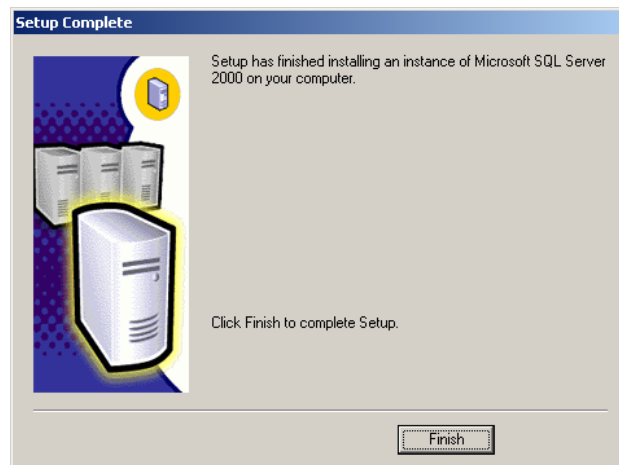 Setup Complete
Setup has finished installing an instance of Microsoft SQL Server
2000 on your computer.
Click Finish to complete Setup.
Finish